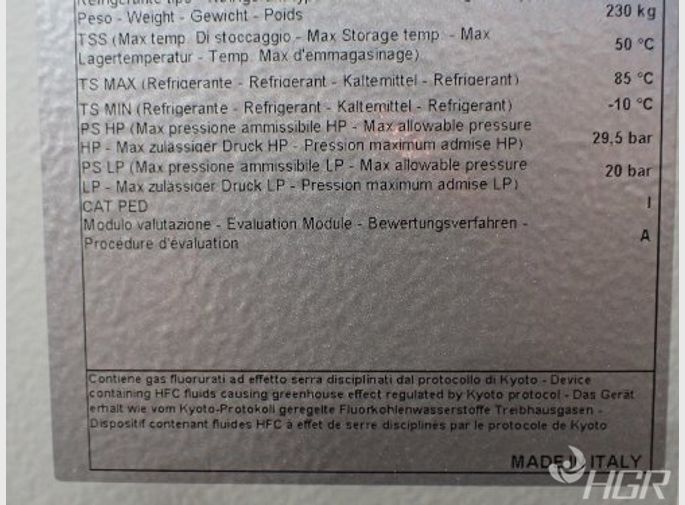 Peso - Weight - Gewicht - Poids 230 kg
TSS (Max temp. Di stoccaggio - Max Storage temp. - Max
Lagertemperatur - Temp. Max d'emmagasinage) 50 °C
TS MAX (Refrigerante - Refrigerant - Kaltemittel - Refrigerant) 85 °C
TS MIN (Refrigerante - Refrigerant - Kaltemittel - Refrigerant) -10 °C
PS HP (Max pressione ammissibile HP - Max allowable pressure
HP - Max zulässiger Druck HP - Pression maximum admise HP) 29,5 bar
PS LP (Max pressione ammissibile LP - Max allowable pressure
LP - Max zulässiger Druck LP - Pression maximum admise LP) 20 bar
CAT PED I
Modulo valutazione - Evaluation Module - Bewertungsverfahren -
Procédure d'évaluation A
Contiene gas fluorurati ad effetto serra disciplinati dal protocollo di Kyoto - Device
containing HFC fluids causing greenhouse effect regulated by Kyoto protocol - Das Gerät
erhält wie vom Kyoto-Protokoll geregelte Fluorkohlenwasserstoffe Treibhausgasen -
Dispositif contenant fluides HFC à effet de serre disciplinés par le protocole de Kyoto
MADE IN ITALY
HGR